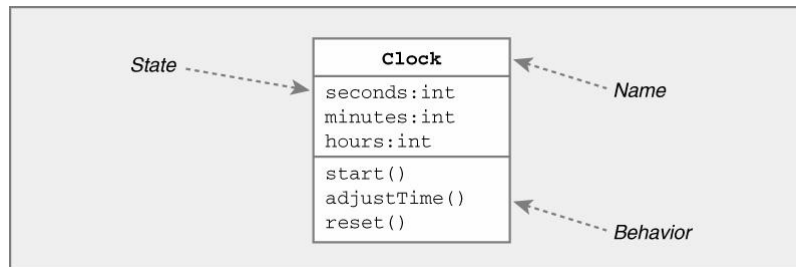 Clock
State
seconds:int
Name
minutes:int
hours:int
start()
adjustTime()
reset()
Behavior